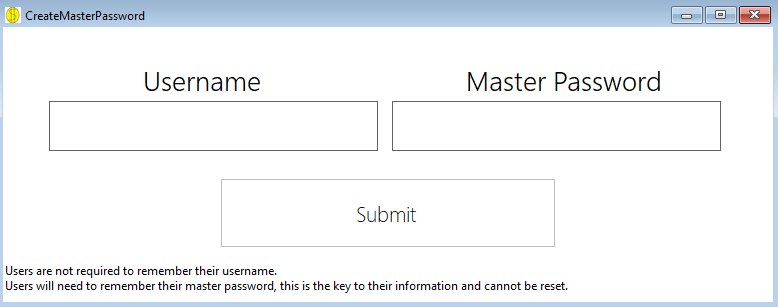 CreateMasterPassword
Username
Master Password
Submit
Users are not required to remember their username.
Users will need to remember their master password, this is the key to their information and cannot be reset.